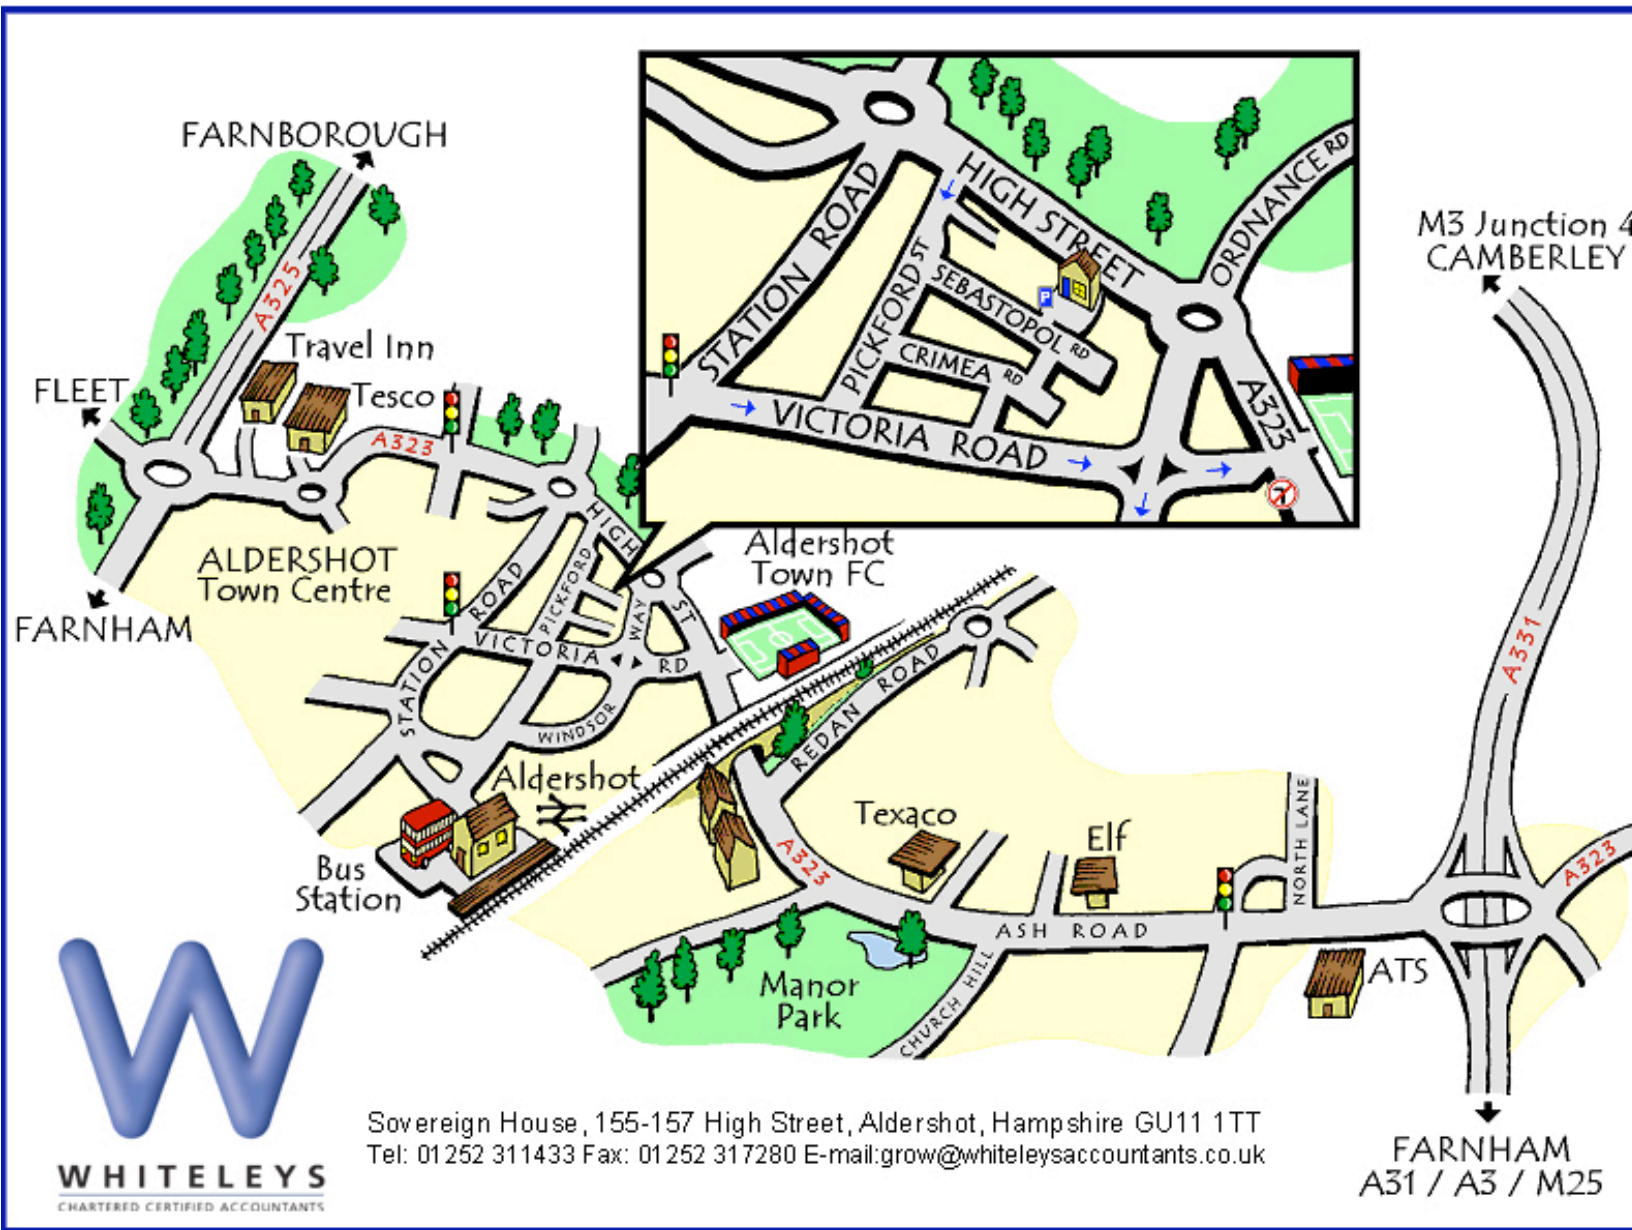 FARNBOROUGH
A325
Travel Inn
Tesco
FLEET
A323
FARNHAM
ALDERSHOT
Town Centre
HIGH
ST
STATION
ROAD
PICKFORD
VICTORIA
RD
WAY
WINDSOR
STATION ROAD
HIGH STREET
ORDNANCE RD
PICKFORD ST
SEBASTOPOL RD
P
CRIMEA RD
VICTORIA ROAD
A323
7
M3 Junction 4
CAMBERLEY
A331
Aldershot
Town FC
REDAN ROAD
Aldershot
Bus
Station
A323
Texaco
Elf
NORTH LANE
A323
ASH ROAD
CHURCH HILL
Manor
Park
ATS
FARNHAM
A31 / A3 / M25
W
WHITELEYS
CHARTERED CERTIFIED ACCOUNTANTS
Sovereign House, 155-157 High Street, Aldershot, Hampshire GU11 1TT
Tel: 01252 311433 Fax: 01252 317280 E-mail:grow@whiteleysaccountants.co.uk